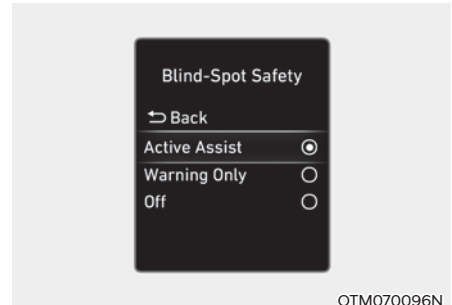 Blind-Spot Safety
Back
Active Assist
Warning Only
Off
OTM070096N